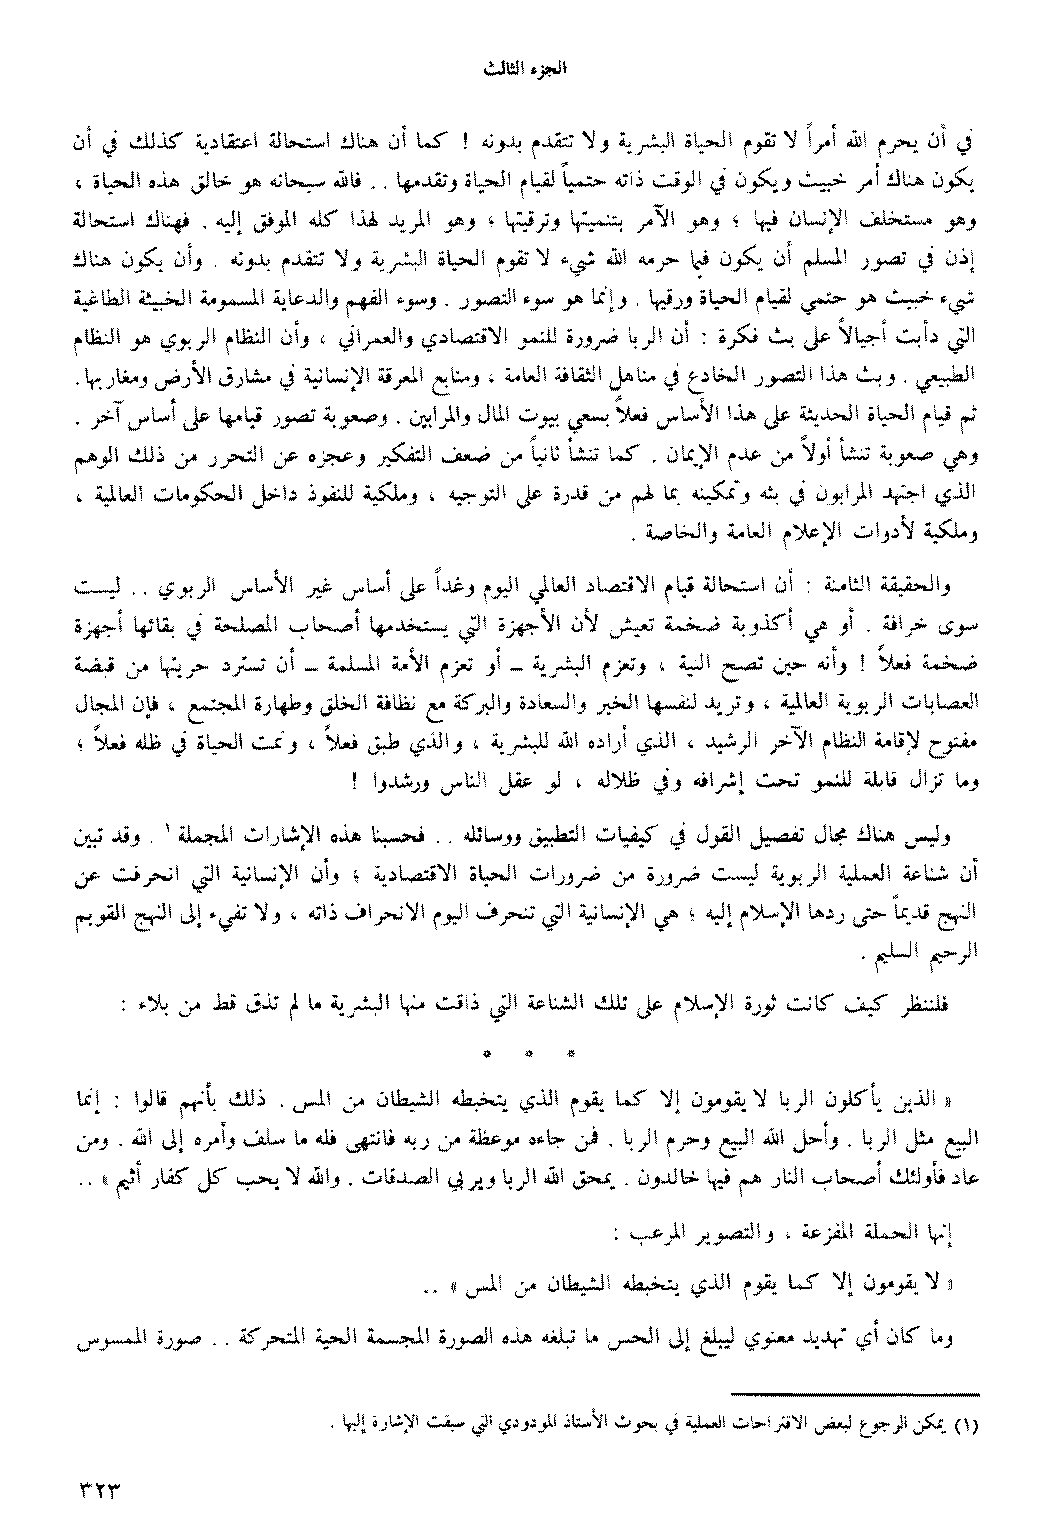 الجزء الثالث
في أن يحرم الله أمراً لا تقوم الحياة البشرية ولا تتقدم بدونه ! كما أن هناك استحالة اعتقادية كذلك في أن
يكون هناك أمر خبيث ويكون في الوقت ذاته حتمياً لقيام الحياة وتقدمها .. فالله سبحانه هو خالق هذه الحياة ،
وهو مستخلف الإنسان فيها ؛ وهو الآمر بتنميتها وترقيتها ؛ وهو المريد لهذا كله الموفق إليه . فهناك استحالة
إذن في تصور المسلم أن يكون فيما حرمه الله شيء لا تقوم الحياة البشرية ولا تتقدم بدونه . وأن يكون هناك
شيء خبيث هو حتمي لقيام الحياة ورقيها . وإنما هو سوء التصور . وسوء الفهم والدعاية المسمومة الخبيثة الطاغية
التي دأبت أجيالاً على بث فكرة : أن الربا ضرورة للنمو الاقتصادي والعمراني ، وأن النظام الربوي هو النظام
الطبيعي . وبث هذا التصور الخادع في مناهل الثقافة العامة ، ومنابع المعرفة الإنسانية في مشارق الأرض ومغاربها.
ثم قيام الحياة الحديثة على هذا الأساس فعلاً بسعي بيوت المال والمرابين . وصعوبة تصور قيامها على أساس آخر .
وهي صعوبة تنشأ أولاً من عدم الإيمان . كما تنشأ ثانياً من ضعف التفكير وعجزه عن التحرر من ذلك الوهم
الذي اجتهد المرابون في بثه وتمكينه بما لهم من قدرة على التوجيه ، وملكية للنفوذ داخل الحكومات العالمية ،
وملكية لأدوات الإعلام العامة والخاصة .
والحقيقة الثامنة : أن استحالة قيام الاقتصاد العالمي اليوم وغداً على أساس غير الأساس الربوي .. ليست
سوى خرافة . أو هي أكذوبة ضخمة تعيش لأن الأجهزة التي يستخدمها أصحاب المصلحة في بقائها أجهزة
ضخمة فعلاً ! وأنه حين تصح النية ، وتعزم البشرية – أو تعزم الأمة المسلمة – أن تسترد حريتها من قبضة
العصابات الربوية العالمية ، وتريد لنفسها الخير والسعادة والبركة مع نظافة الخلق وطهارة المجتمع ، فإن المجال
مفتوح لإقامة النظام الآخر الرشيد ، الذي أراده الله للبشرية ، والذي طبق فعلاً ، ونمت الحياة في ظله فعلاً ؛
وما تزال قابلة للنمو تحت إشرافه وفي ظلاله ، لو عقل الناس ورشدوا !
وليس هناك مجال تفصيل القول في كيفيات التطبيق ووسائله .. فحسبنا هذه الإشارات المجملة ١ . وقد تبين
أن شناعة العملية الربوية ليست ضرورة من ضرورات الحياة الاقتصادية ؛ وأن الإنسانية التي انحرفت عن
النهج قديماً حتى ردها الإسلام إليه ؛ هي الإنسانية التي تنحرف اليوم الانحراف ذاته ، ولا تفيء إلى النهج القويم
الرحيم السليم .
فلننظر كيف كانت ثورة الإسلام على تلك الشناعة التي ذاقت منها البشرية ما لم تذق قط من بلاء :
* * *
« الذين يأكلون الربا لا يقومون إلا كما يقوم الذي يتخبطه الشيطان من المس . ذلك بأنهم قالوا : إنما
البيع مثل الربا . وأحل الله البيع وحرم الربا . فمن جاءه موعظة من ربه فانتهى فله ما سلف وأمره إلى الله . ومن
عاد فأولئك أصحاب النار هم فيها خالدون . يمحق الله الربا ويربي الصدقات . والله لا يحب كل كفار أثيم » ..
إنها الحملة المفزعة ، والتصوير المرعب :
« لا يقومون إلا كما يقوم الذي يتخبطه الشيطان من المس » ..
وما كان أي تهديد معنوي ليبلغ إلى الحس ما تبلغه هذه الصورة المجسمة الحية المتحركة .. صورة الممسوس
(١) يمكن الرجوع لبعض الاقتراحات العملية في بحوث الأستاذ المودودي التي سبقت الإشارة إليها .
٣٢٣